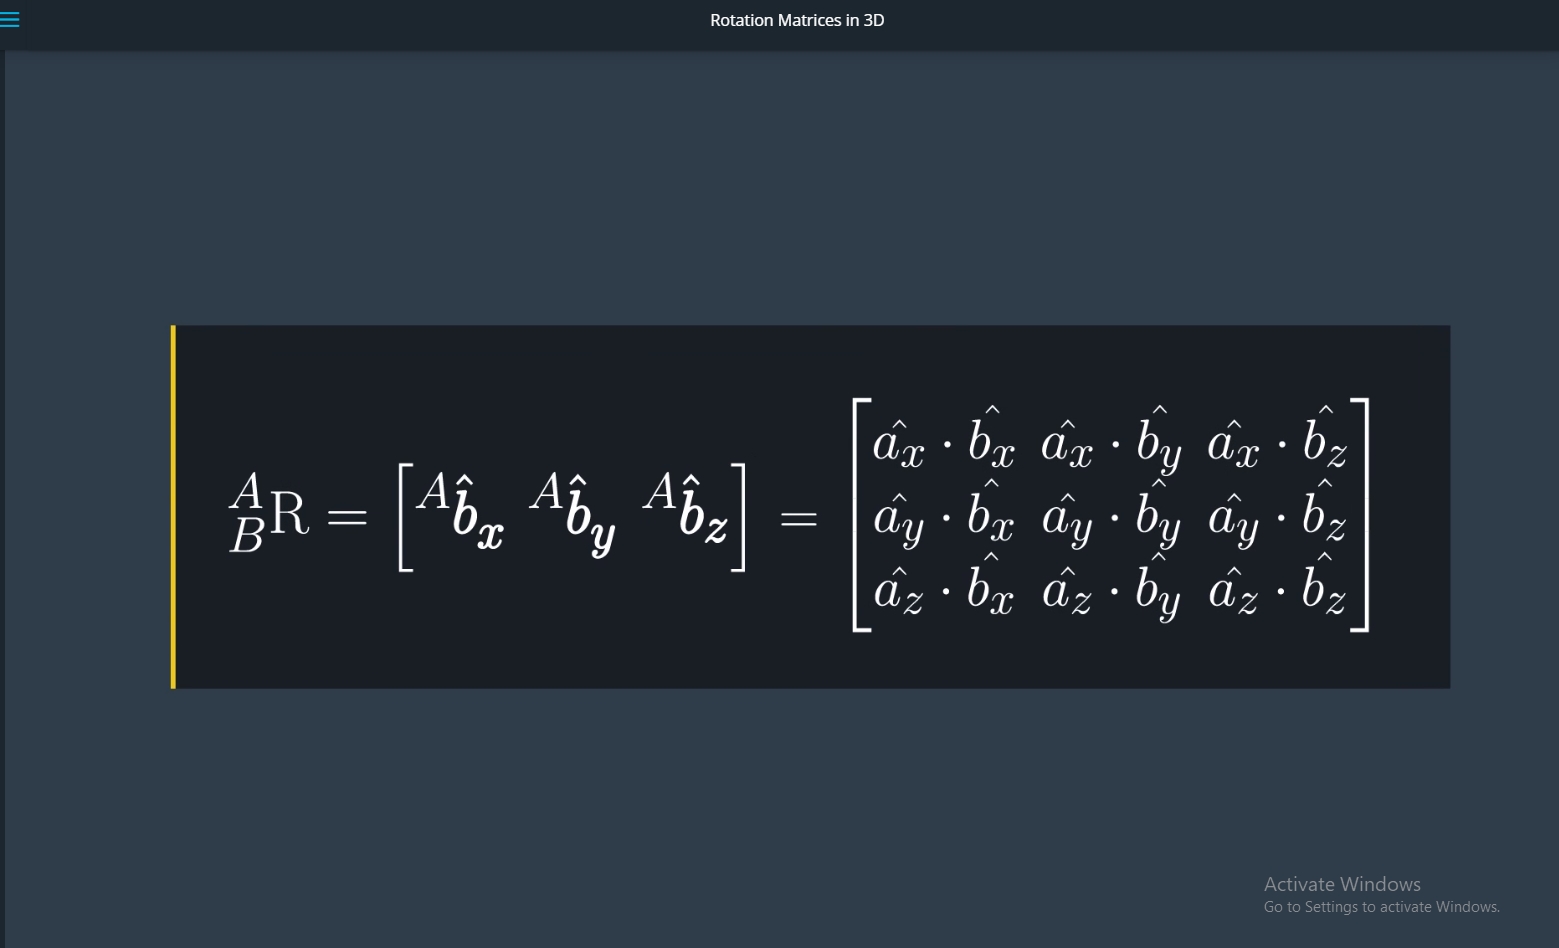 Rotation Matrices in 3D
$^A_B\mathrm{R} = \begin{bmatrix} ^A\hat{\boldsymbol{b}}_{\boldsymbol{x}} & ^A\hat{\boldsymbol{b}}_{\boldsymbol{y}} & ^A\hat{\boldsymbol{b}}_{\boldsymbol{z}} \end{bmatrix} = \begin{bmatrix} \hat{a_x} \cdot \hat{b_x} & \hat{a_x} \cdot \hat{b_y} & \hat{a_x} \cdot \hat{b_z} \\ \hat{a_y} \cdot \hat{b_x} & \hat{a_y} \cdot \hat{b_y} & \hat{a_y} \cdot \hat{b_z} \\ \hat{a_z} \cdot \hat{b_x} & \hat{a_z} \cdot \hat{b_y} & \hat{a_z} \cdot \hat{b_z} \end{bmatrix}$
Activate Windows
Go to Settings to activate Windows.